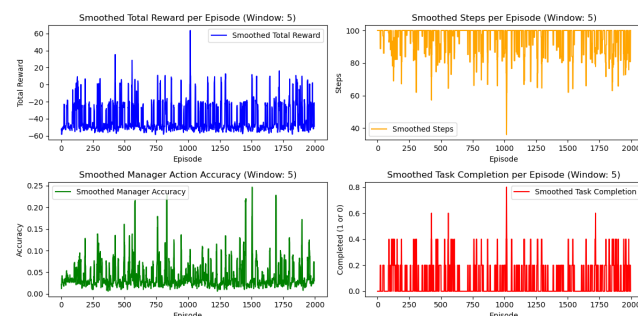 Smoothed Total Reward per Episode (Window: 5)
60
40
20
0
−20
−40
−60
Total Reward
Smoothed Total Reward
0 250 500 750 1000 1250 1500 1750 2000
Episode
Smoothed Steps per Episode (Window: 5)
100
80
60
40
Steps
Smoothed Steps
0 250 500 750 1000 1250 1500 1750 2000
Episode
Smoothed Manager Action Accuracy (Window: 5)
0.25
0.20
0.15
0.10
0.05
0.00
Accuracy
Smoothed Manager Accuracy
0 250 500 750 1000 1250 1500 1750 2000
Episode
Smoothed Task Completion per Episode (Window: 5)
0.8
0.6
0.4
0.2
0.0
Completed (1 or 0)
Smoothed Task Completion
0 250 500 750 1000 1250 1500 1750 2000
Episode